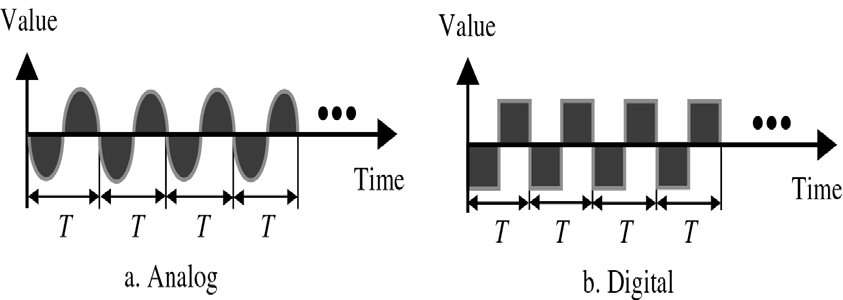 Value
Time
T T T T
a. Analog
Value
Time
T T T T
b. Digital